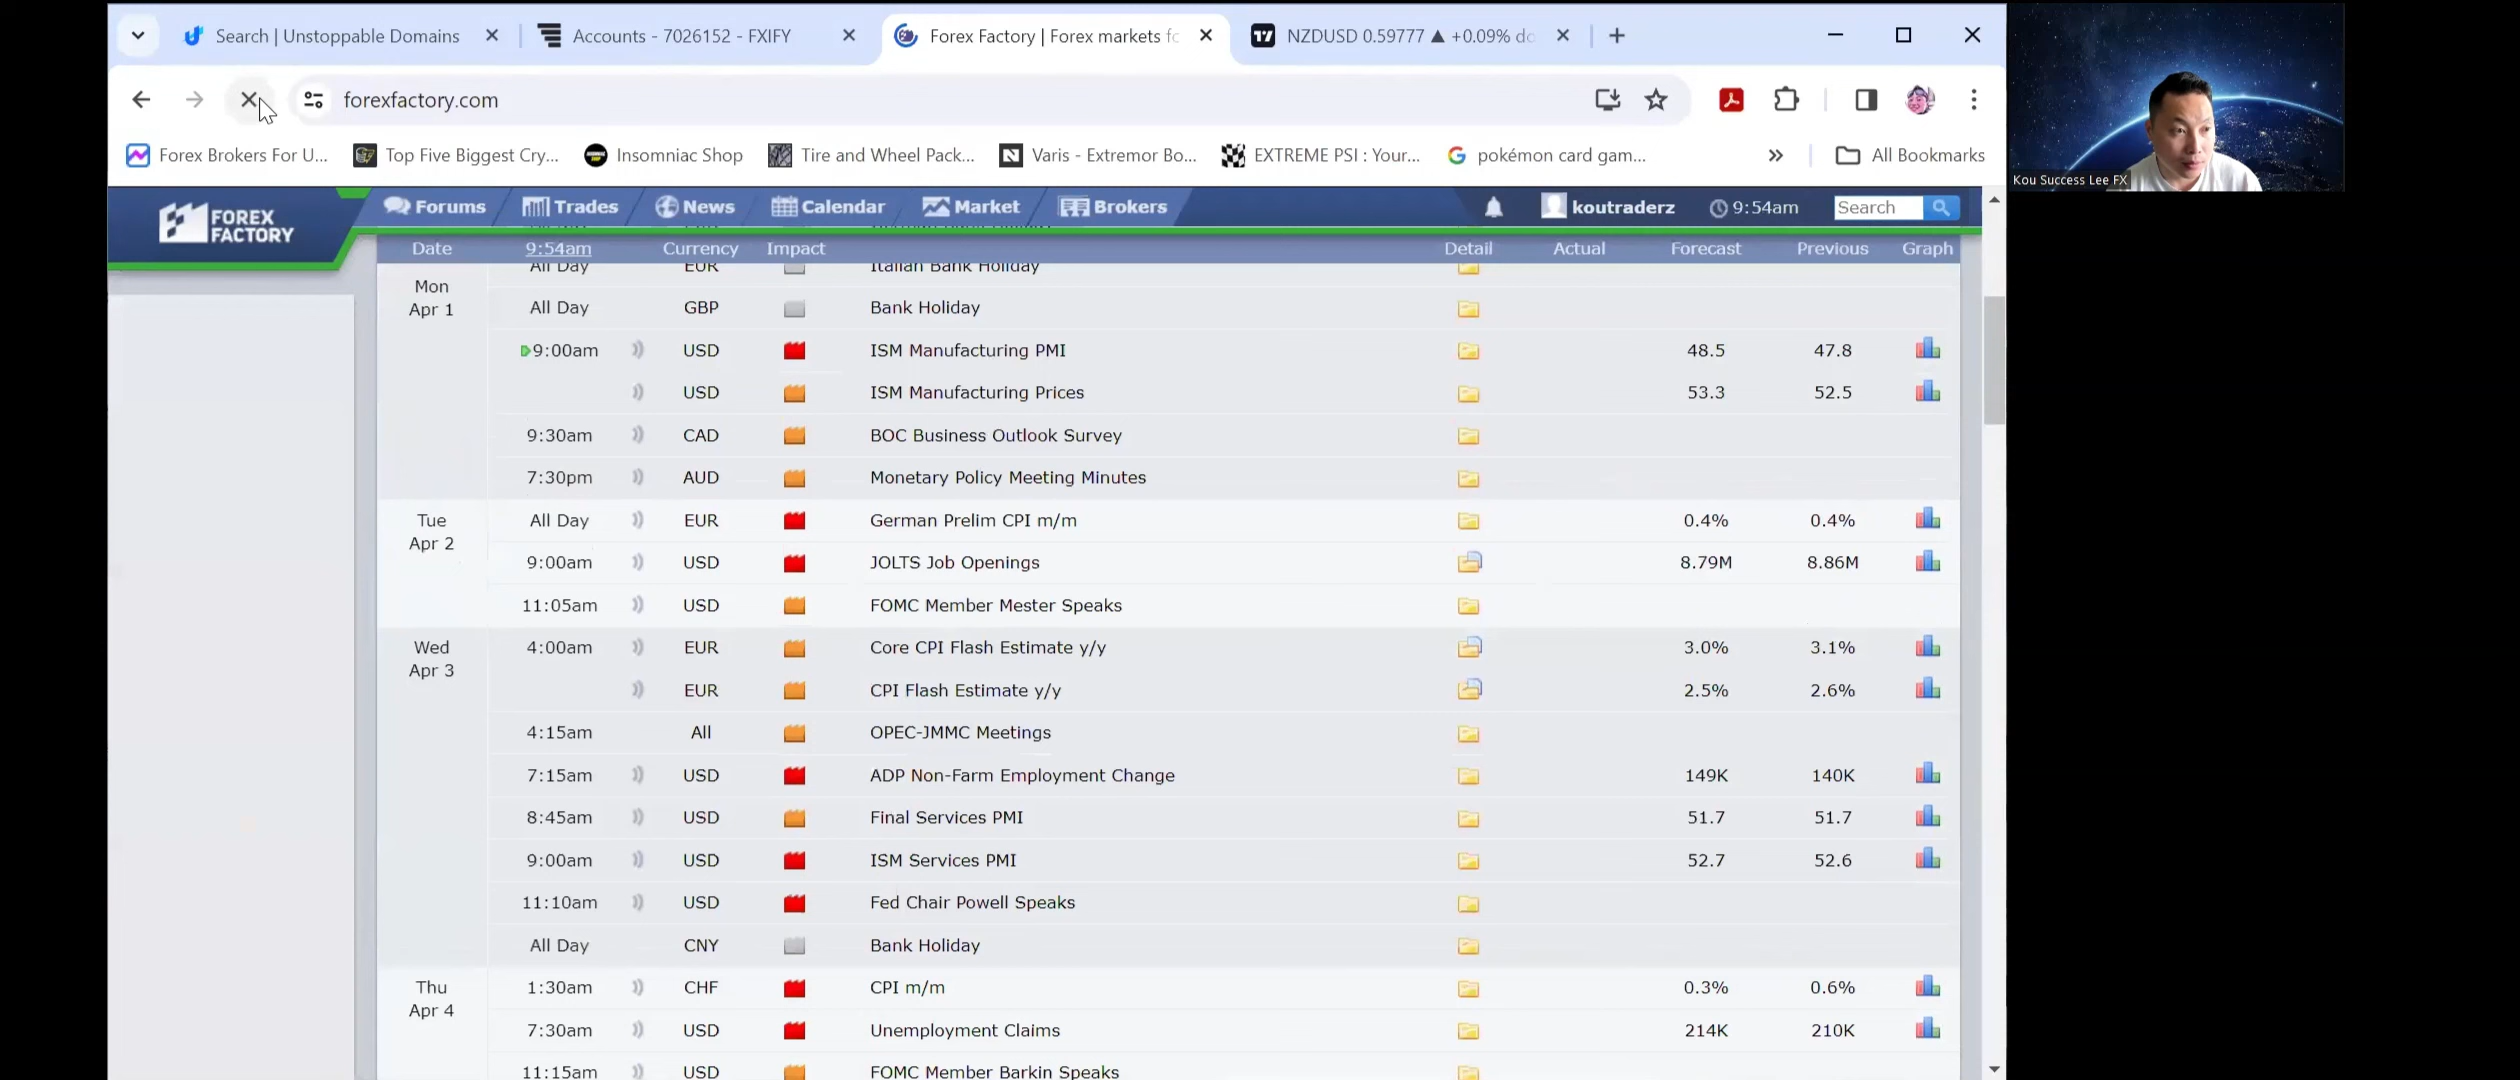 Search | Unstoppable Domains
Accounts - 7026152 - FXIFY
Forex Factory | Forex markets fo
NZDUSD 0.59777 ▲ +0.09% do
forexfactory.com
Forex Brokers For U...
Top Five Biggest Cry...
Insomniac Shop
Tire and Wheel Pack...
Varis - Extremor Bo...
EXTREME PSI : Your...
pokémon card gam...
All Bookmarks
Kou Success Lee FX
FOREX
FACTORY
Forums
Trades
News
Calendar
Market
Brokers
koutraderz
9:54am
Search
Date 9:54am Currency Impact Detail Actual Forecast Previous Graph
All Day EUR Italian Bank Holiday
Mon
Apr 1
All Day GBP Bank Holiday
9:00am USD ISM Manufacturing PMI 48.5 47.8
USD ISM Manufacturing Prices 53.3 52.5
9:30am CAD BOC Business Outlook Survey
7:30pm AUD Monetary Policy Meeting Minutes
Tue
Apr 2
All Day EUR German Prelim CPI m/m 0.4% 0.4%
9:00am USD JOLTS Job Openings 8.79M 8.86M
11:05am USD FOMC Member Mester Speaks
Wed
Apr 3
4:00am EUR Core CPI Flash Estimate y/y 3.0% 3.1%
EUR CPI Flash Estimate y/y 2.5% 2.6%
4:15am All OPEC-JMMC Meetings
7:15am USD ADP Non-Farm Employment Change 149K 140K
8:45am USD Final Services PMI 51.7 51.7
9:00am USD ISM Services PMI 52.7 52.6
11:10am USD Fed Chair Powell Speaks
All Day CNY Bank Holiday
Thu
Apr 4
1:30am CHF CPI m/m 0.3% 0.6%
7:30am USD Unemployment Claims 214K 210K
11:15am USD FOMC Member Barkin Speaks